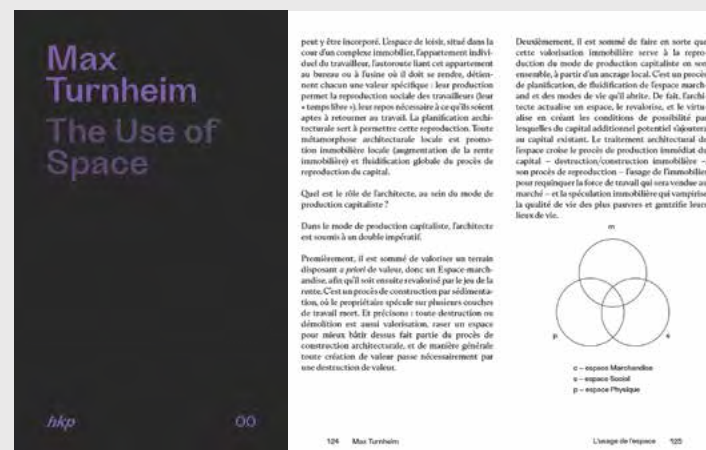 Max
Turnheim
The Use of
Space
hkp
00
peut y être incorporé. L'espace de loisir, situé dans la
cour d'un complexe immobilier, l'appartement indivi-
duel du travailleur, l'autoroute liant cet appartement
au bureau ou à l'usine où il doit se rendre, détien-
nent chacun une valeur spécifique : leur production
permet la reproduction sociale des travailleurs (leur
« temps libre »), leur repos nécessaire à ce qu'ils soient
aptes à retourner au travail. La planification archi-
tecturale sert à permettre cette reproduction. Toute
métamorphose architecturale locale est promo-
tion immobilière locale (augmentation de la rente
immobilière) et fluidification globale du procès de
reproduction du capital.
Quel est le rôle de l'architecte, au sein du mode de
production capitaliste ?
Dans le mode de production capitaliste, l'architecte
est soumis à un double impératif.
Premièrement, il est sommé de valoriser un terrain
disposant a priori de valeur, donc un Espace march-
andise, afin qu'il soit ensuite revalorisé par le jeu de la
rente. C'est un procès de construction par sédimenta-
tion, où le propriétaire spécule sur plusieurs couches
de travail mort. Et précisons : toute destruction ou
démolition est aussi valorisation, raser un espace
pour mieux bâtir dessus fait partie du procès de
construction architecturale, et de manière générale
toute création de valeur passe nécessairement par
une destruction de valeur.
124 Max Turnheim
Deuxièmement, il est sommé de faire en sorte que
cette valorisation immobilière serve à la repro-
duction du mode de production capitaliste en son
ensemble, à partir d'un ancrage local. C'est un procès
de planification, de fluidification de l'espace march-
and et des modes de vie qu'il abrite. De fait, l'archi-
tecte actualise un espace, le revalorise, et le virtu-
alise en créant les conditions de possibilité par
lesquelles du capital additionnel potentiel s'ajoutera
au capital existant. Le traitement architectural de
l'espace croise le procès de production immédiat du
capital – destruction/construction immobilière –,
son procès de reproduction – l'usage de l'immobilier
pour requinquer la force de travail qui sera vendue au
marché – et la spéculation immobilière qui vampirise
la qualité de vie des plus pauvres et gentrifie leurs
lieux de vie.
m
p
s
c – espace Marchandise
s – espace Social
p – espace Physique
L'usage de l'espace 125